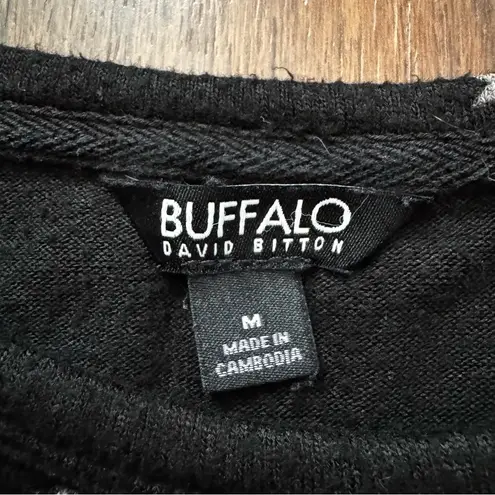 BUFFALO
DAVID BITTON
M
MADE IN
CAMBODIA